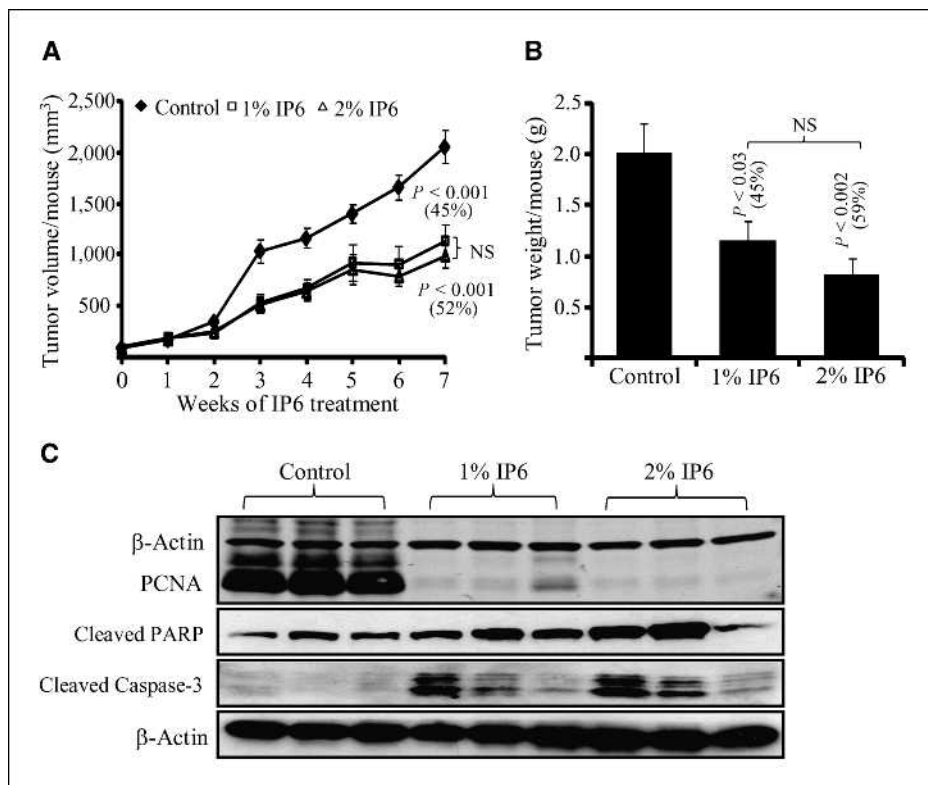 A
◆ Control □ 1% IP6 △ 2% IP6
Tumor volume/mouse (mm³)
2,500
2,000
1,500
1,000
500
P < 0.001
(45%)
NS
P < 0.001
(52%)
0 1 2 3 4 5 6 7
Weeks of IP6 treatment
B
Tumor weight/mouse (g)
2.5
2.0
1.5
1.0
0.5
0.0
NS
P < 0.03
(45%)
P < 0.002
(59%)
Control 1% IP6 2% IP6
C
Control 1% IP6 2% IP6
β-Actin
PCNA
Cleaved PARP
Cleaved Caspase-3
β-Actin